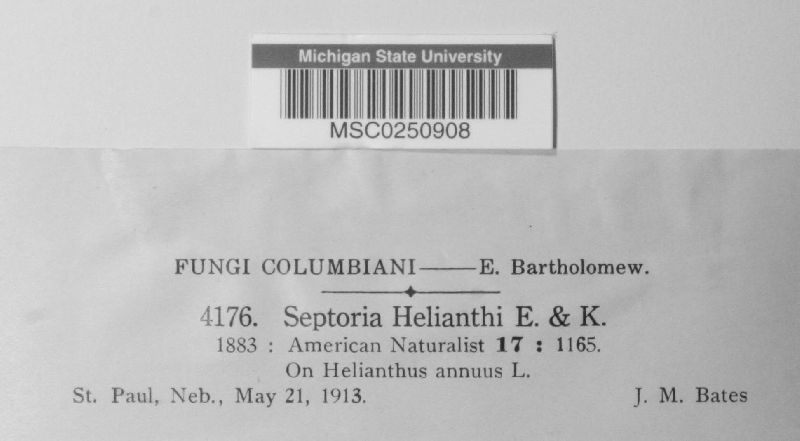 Michigan State University
MSC0250908
FUNGI COLUMBIANI——E. Bartholomew.
4176. Septoria Helianthi E. & K.
1883 : American Naturalist 17 : 1165.
On Helianthus annuus L.
St. Paul, Neb., May 21, 1913. J. M. Bates